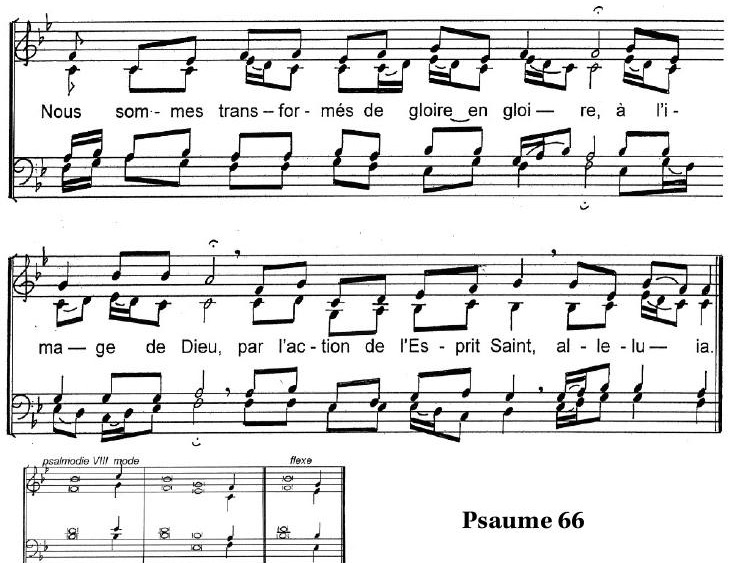 Nous som - mes trans - for - més de gloire en gloi — re, à l'i -
ma — ge de Dieu, par l'ac - tion de l'Es - prit Saint, al - le - lu — ia.
psalmodie VIII mode
flexe
Psaume 66